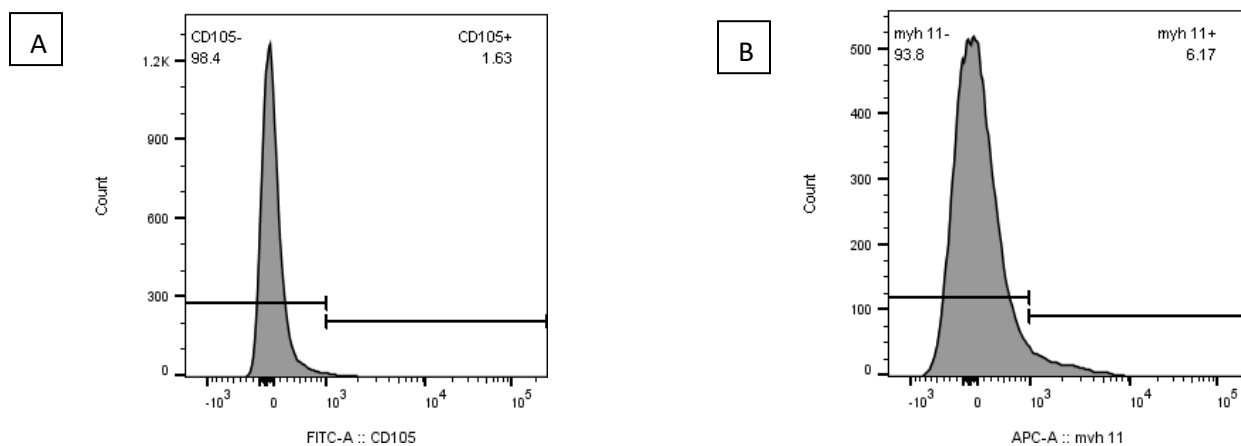 A
CD105-
98.4
CD105+
1.63
1.2K
900
600
300
0
Count
-10^3
0
10^3
10^4
10^5
FITC-A :: CD105
B
myh 11-
93.8
myh 11+
6.17
500
400
300
200
100
0
Count
-10^3
0
10^3
10^4
10^5
APC-A :: myh 11